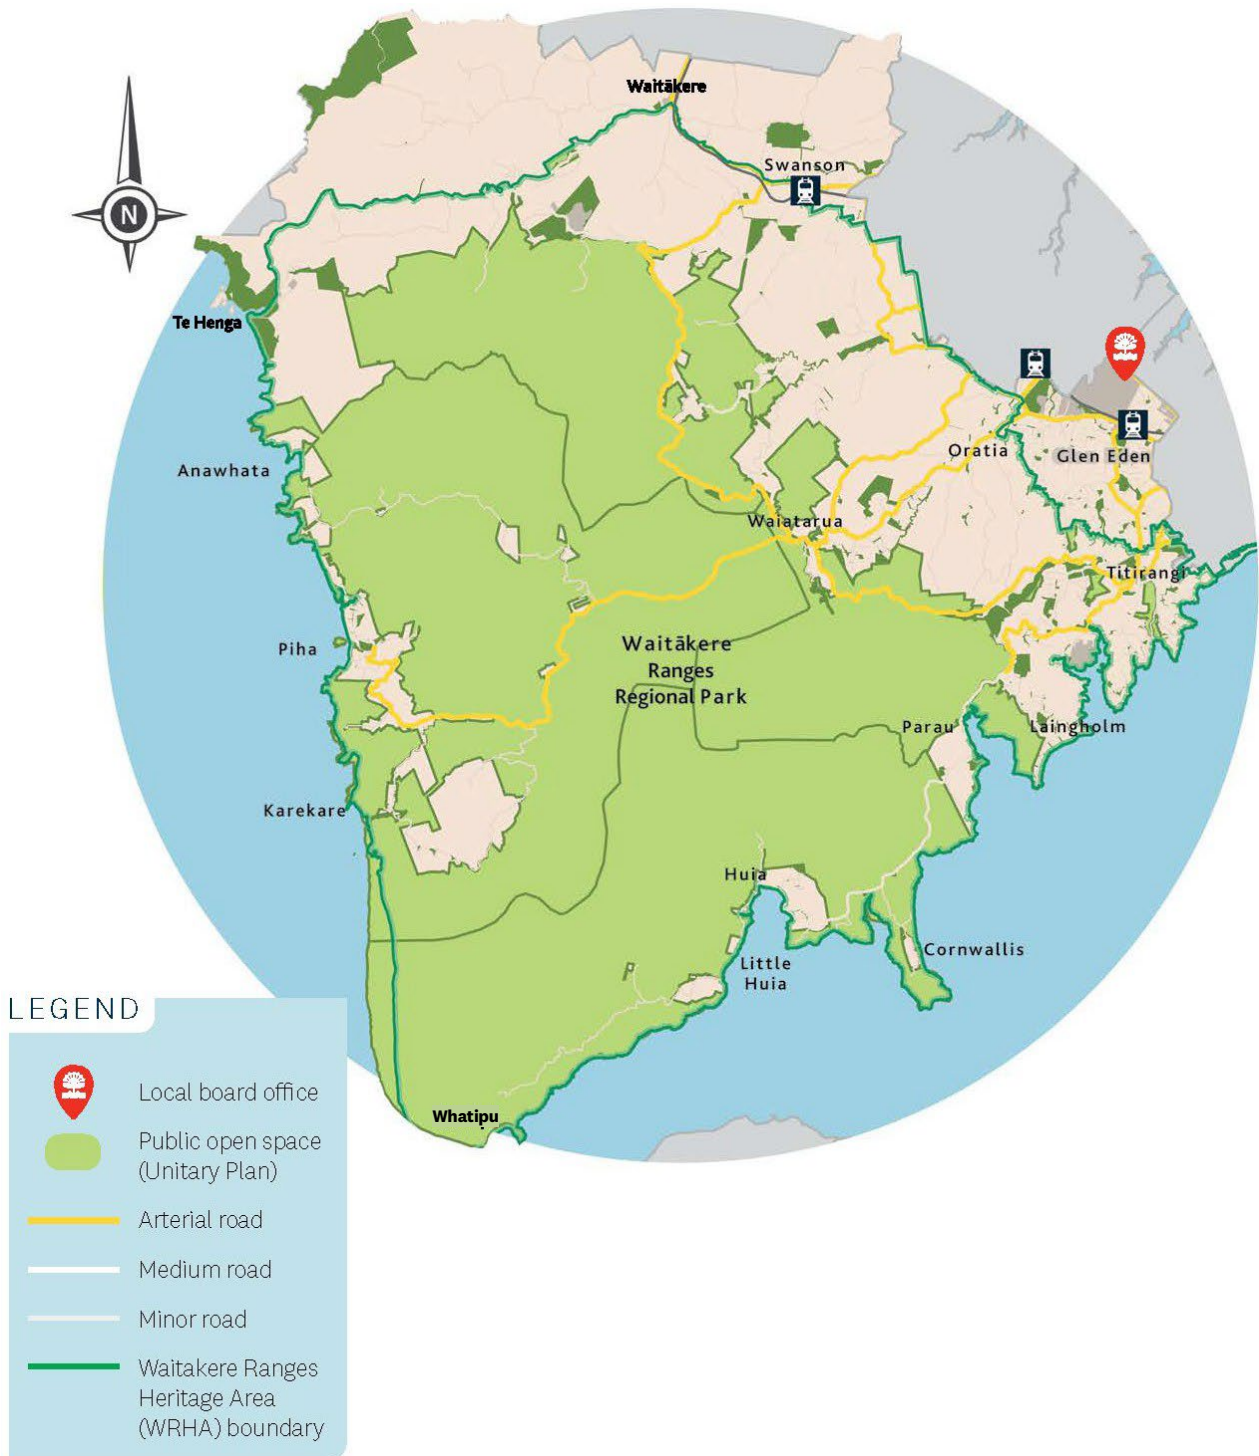 Waitākere
Swanson
N
Te Henga
Anawhata
Oratia
Glen Eden
Waiatarua
Titirangi
Piha
Waitākere
Ranges
Regional Park
Parau
Laingholm
Karekare
Huia
Cornwallis
Little
Huia
Whatipu
LEGEND
Local board office
Public open space
(Unitary Plan)
Arterial road
Medium road
Minor road
Waitakere Ranges
Heritage Area
(WRHA) boundary